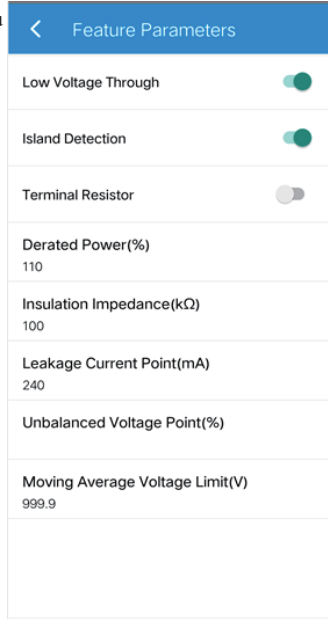 Feature Parameters
Low Voltage Through
Island Detection
Terminal Resistor
Derated Power(%)
110
Insulation Impedance(kΩ)
100
Leakage Current Point(mA)
240
Unbalanced Voltage Point(%)
Moving Average Voltage Limit(V)
999.9